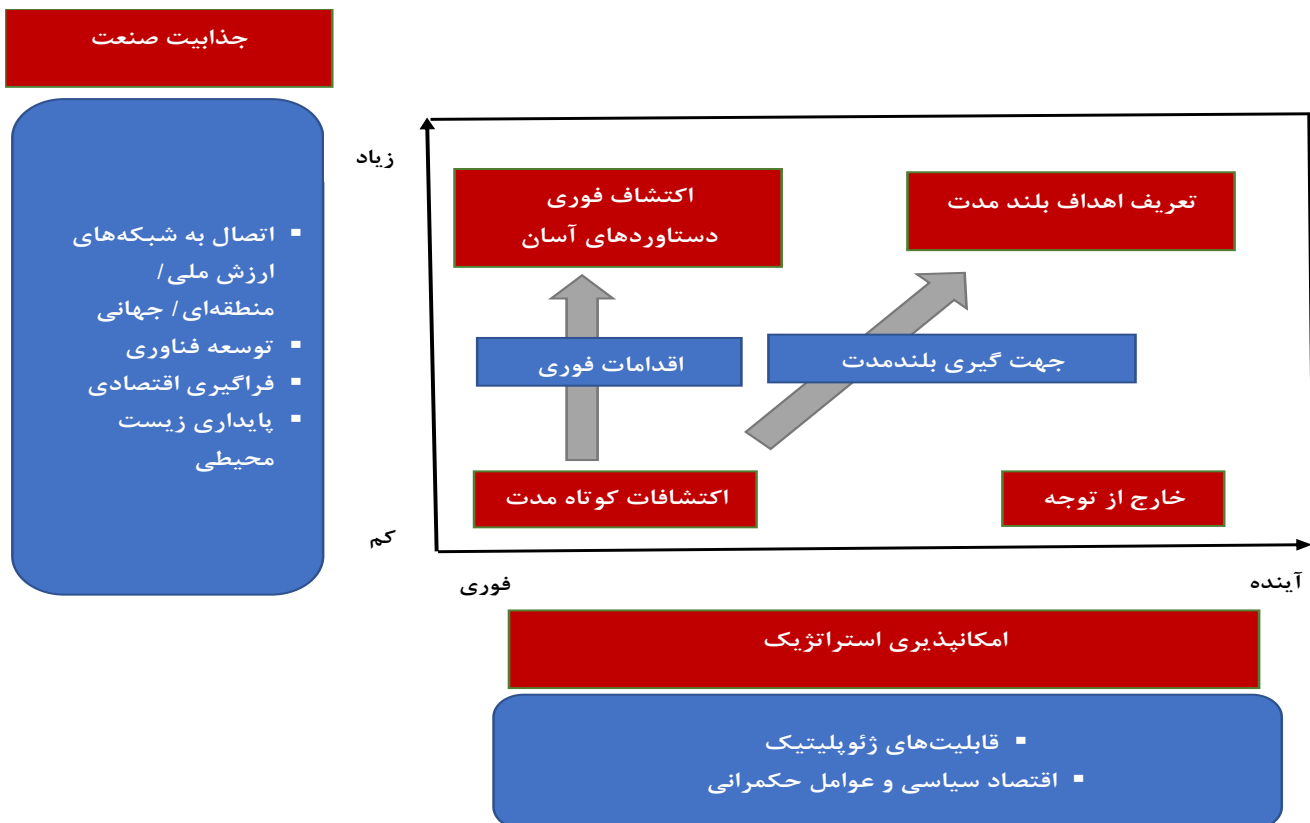 جذابیت صنعت
اتصال به شبکه‌های
ارزش ملی/
منطقه‌ای/ جهانی
توسعه فناوری
فراگیری اقتصادی
پایداری زیست
محیطی
زیاد
اکتشاف فوری
دستاوردهای آسان
تعریف اهداف بلند مدت
اقدامات فوری
جهت گیری بلندمدت
اکتشافات کوتاه مدت
خارج از توجه
کم
فوری
آینده
امکانپذیری استراتژیک
قابلیت‌های ژئوپلیتیک
اقتصاد سیاسی و عوامل حکمرانی